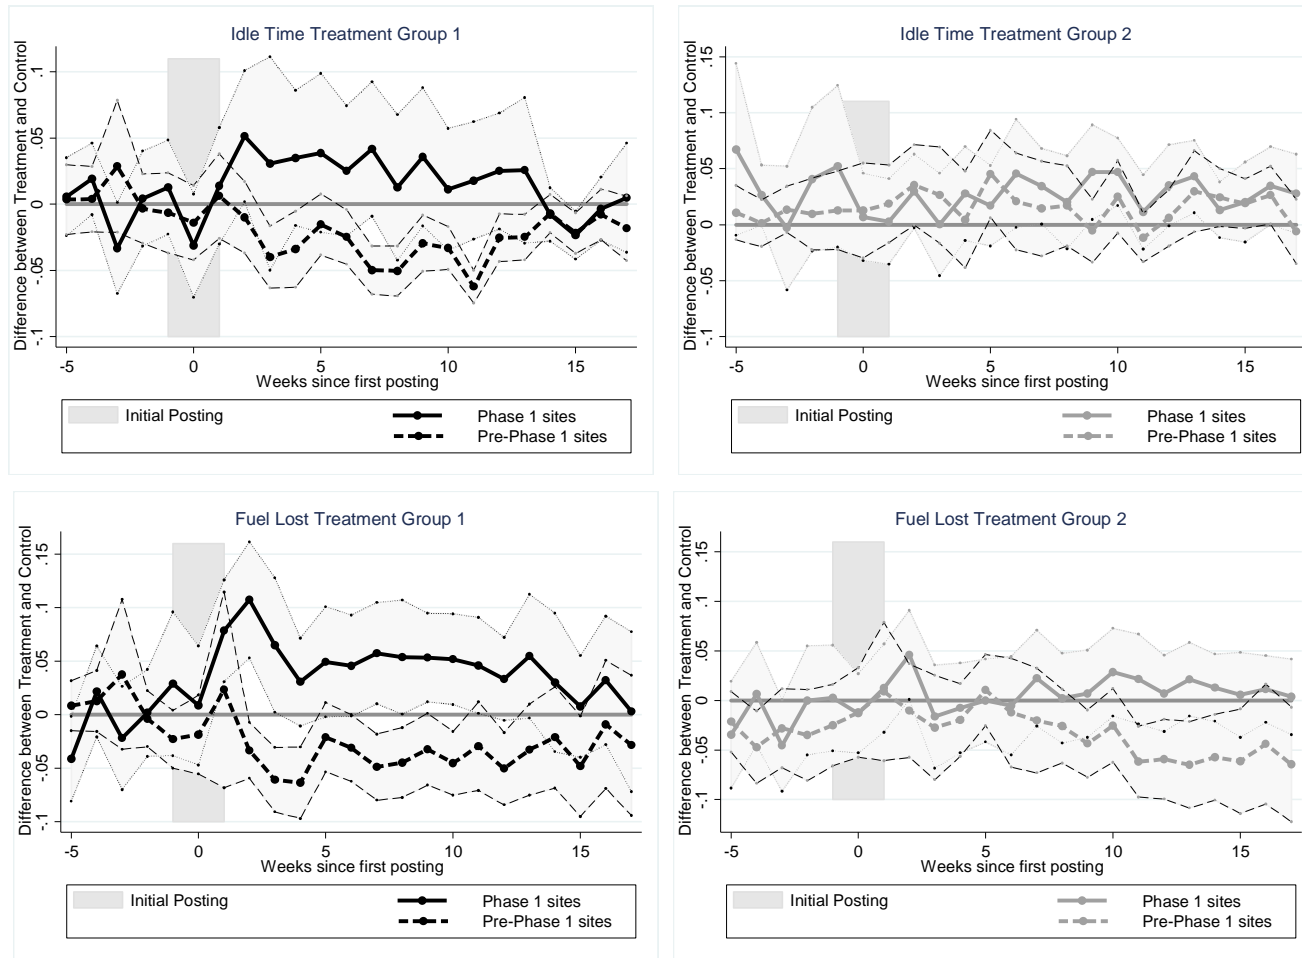 Idle Time Treatment Group 1
Difference between Treatment and Control
.1
.05
0
-.05
-.1
-5 0 5 10 15
Weeks since first posting
Initial Posting
Phase 1 sites
Pre-Phase 1 sites
Idle Time Treatment Group 2
Difference between Treatment and Control
.15
.1
.05
0
-.05
-.1
-5 0 5 10 15
Weeks since first posting
Initial Posting
Phase 1 sites
Pre-Phase 1 sites
Fuel Lost Treatment Group 1
Difference between Treatment and Control
.15
.1
.05
0
-.05
-.1
-5 0 5 10 15
Weeks since first posting
Initial Posting
Phase 1 sites
Pre-Phase 1 sites
Fuel Lost Treatment Group 2
Difference between Treatment and Control
.15
.1
.05
0
-.05
-.1
-5 0 5 10 15
Weeks since first posting
Initial Posting
Phase 1 sites
Pre-Phase 1 sites